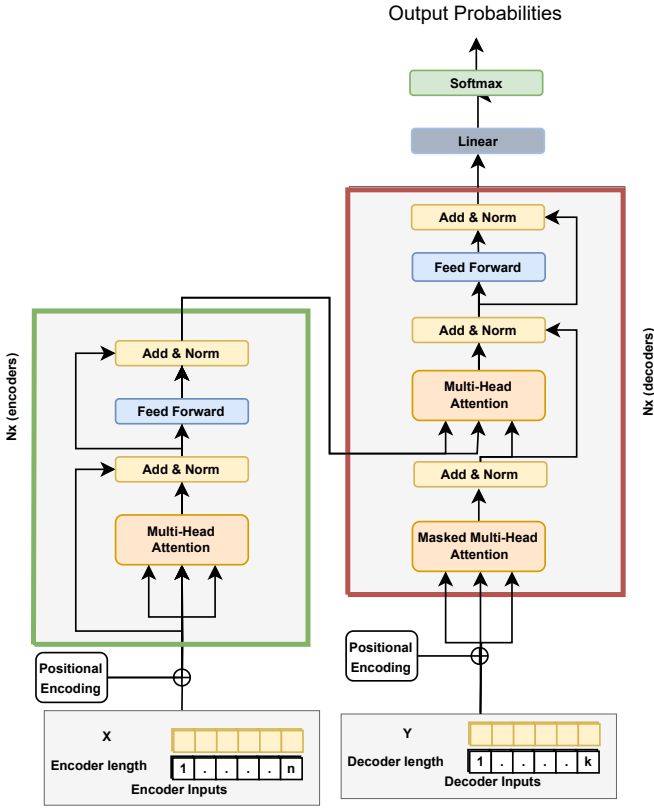 Output Probabilities
Softmax
Linear
Add & Norm
Feed Forward
Add & Norm
Multi-Head
Attention
Add & Norm
Masked Multi-Head
Attention
Nx (decoders)
Nx (encoders)
Add & Norm
Feed Forward
Add & Norm
Multi-Head
Attention
Positional
Encoding
Positional
Encoding
X
Encoder length
1 . . . . n
Encoder Inputs
Y
Decoder length
1 . . . . k
Decoder Inputs